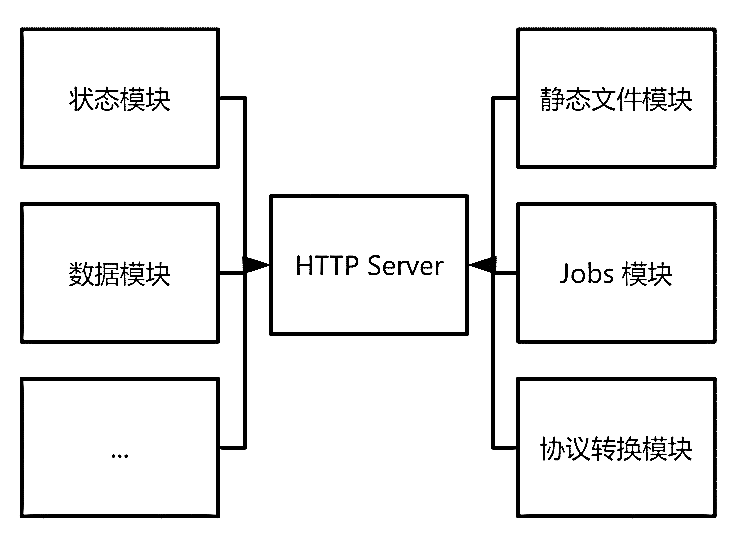 状态模块
静态文件模块
HTTP Server
数据模块
Jobs 模块
...
协议转换模块